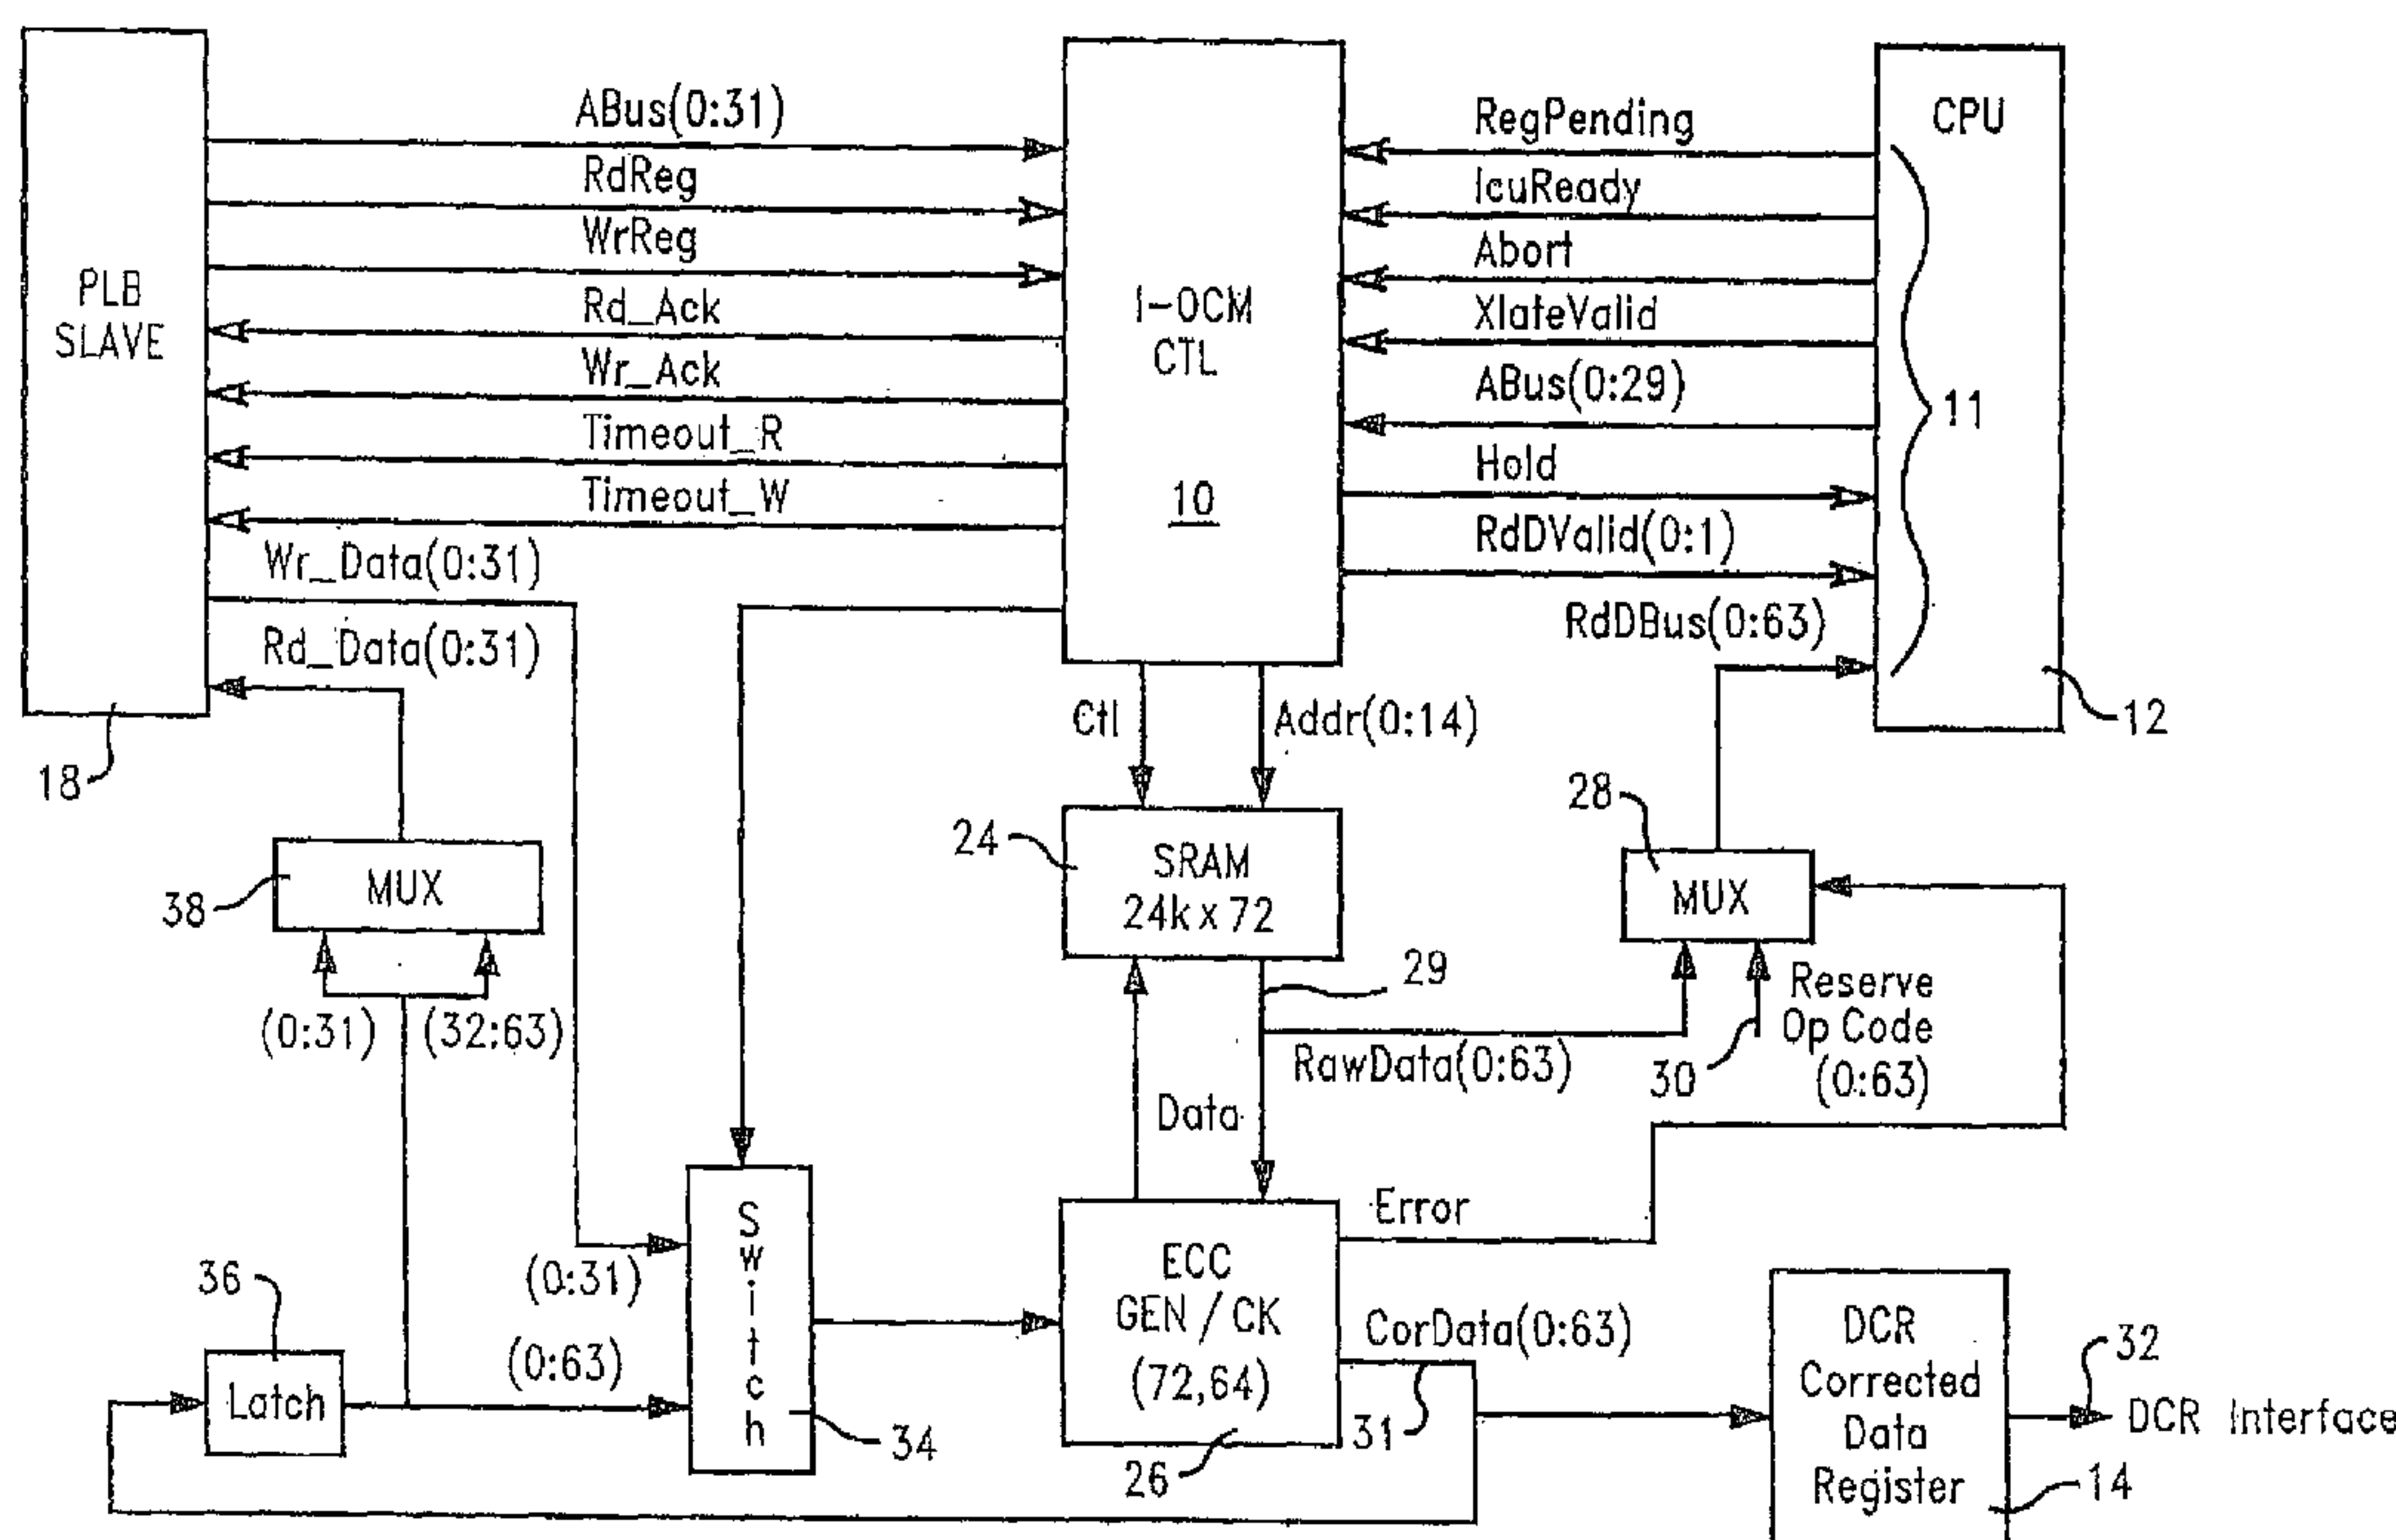 PLB
SLAVE
18
ABus(0:31)
RdReg
WrReg
Rd_Ack
Wr_Ack
Timeout_R
Timeout_W
Wr_Data(0:31)
Rd_Data(0:31)
I-OCM
CTL
10
RegPending
IcuReady
Abort
XlateValid
ABus(0:29)
Hold
RdDValid(0:1)
RdDBus(0:63)
CPU
11
12
Ctl
Addr(0:14)
24
SRAM
24k x 72
28
MUX
38
MUX
(0:31)
(32:63)
29
RawData(0:63)
Reserve
Op Code
(0:63)
30
Data
Switch
34
(0:31)
(0:63)
36
Latch
ECC
GEN / CK
(72,64)
26
Error
CorData(0:63)
31
DCR
Corrected
Data
Register
14
32
DCR Interface